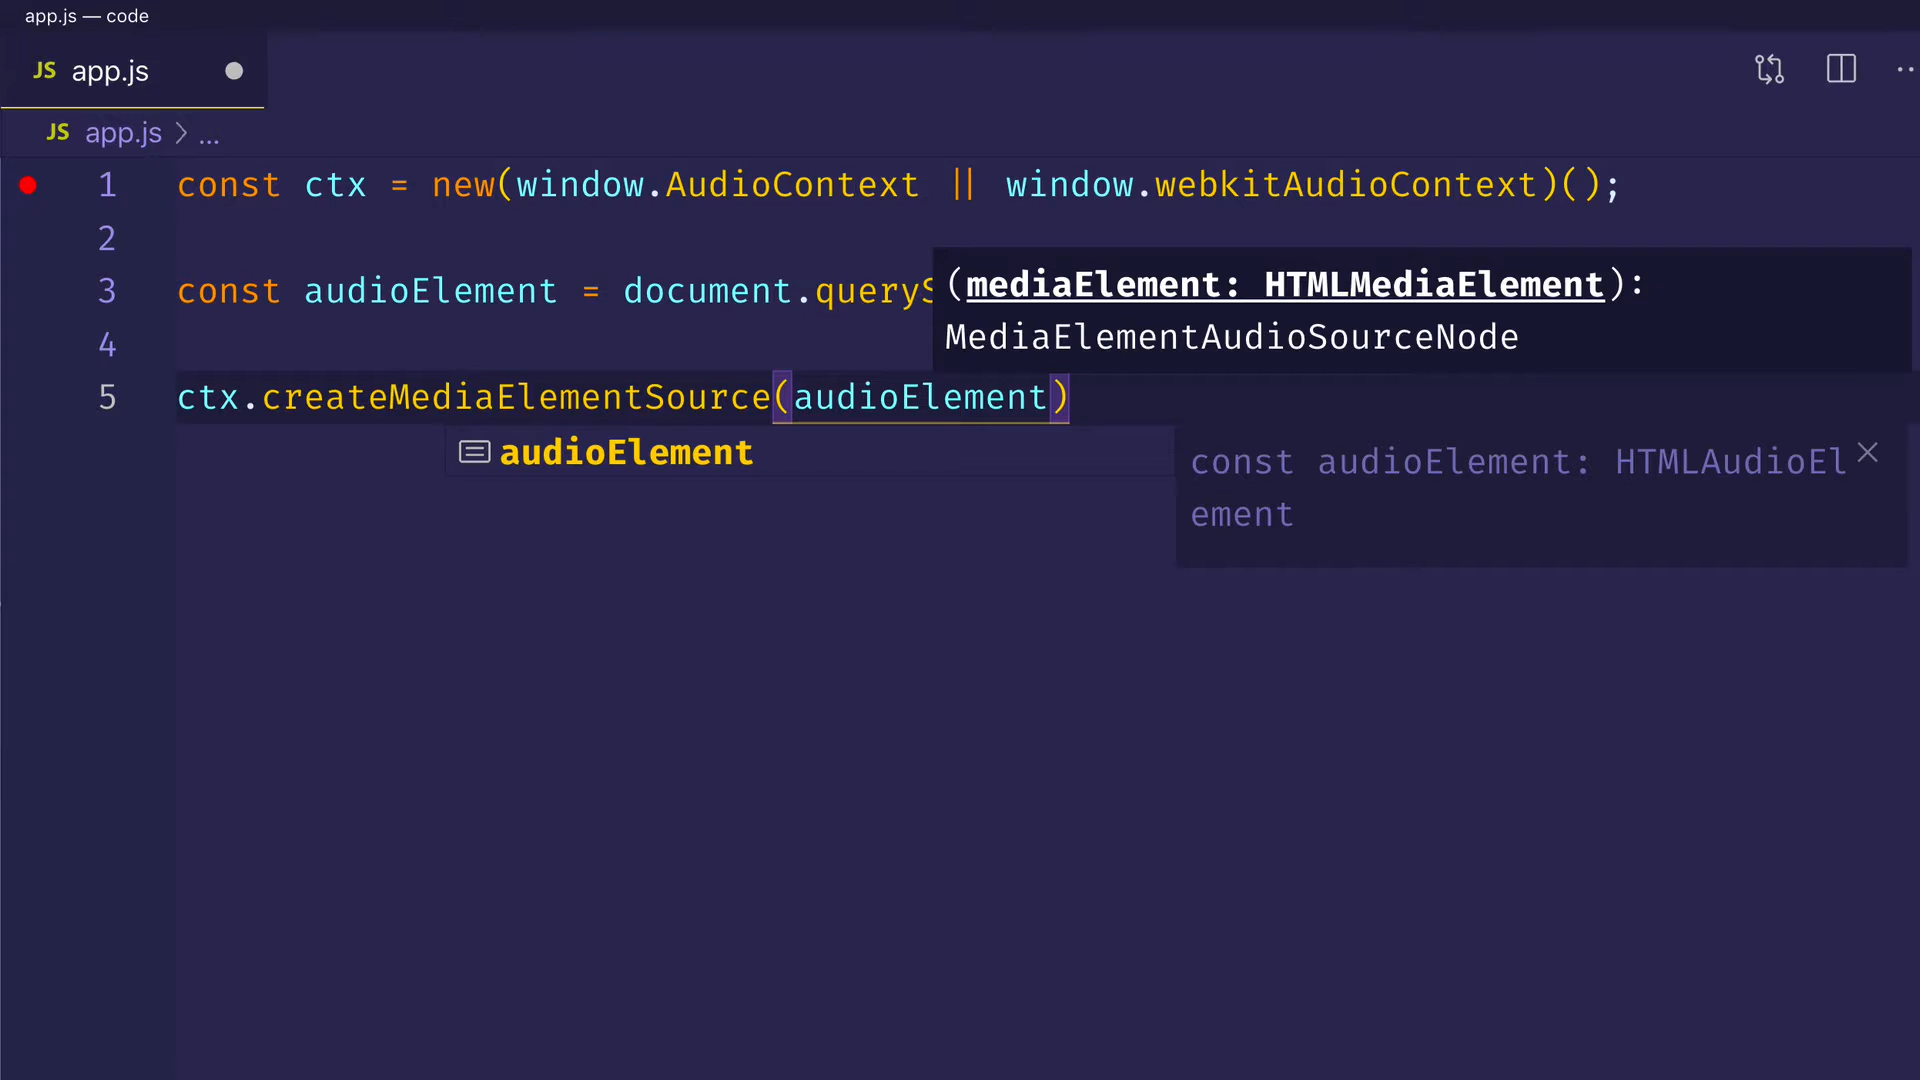 app.js — code
JS app.js
JS app.js > ...
1 const ctx = new(window.AudioContext || window.webkitAudioContext)();
2
3 const audioElement = document.queryS
(mediaElement: HTMLMediaElement):
MediaElementAudioSourceNode
4
5 ctx.createMediaElementSource(audioElement)
audioElement
const audioElement: HTMLAudioEl
ement